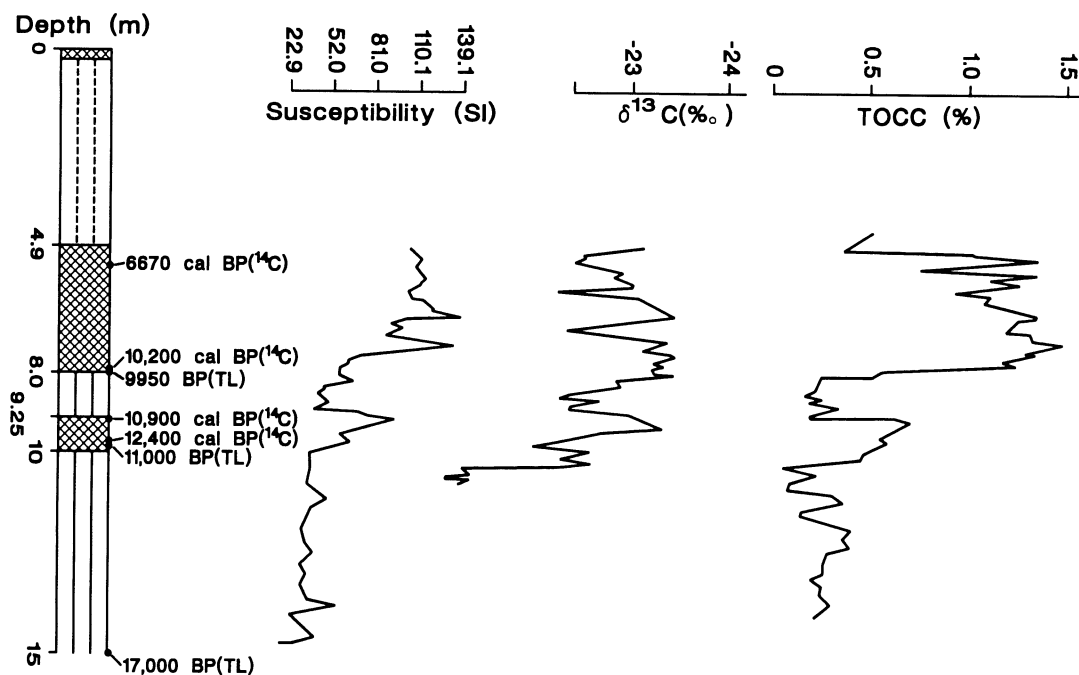 Depth (m)
0
4.9
8.0
9.25
10
15
6670 cal BP(¹⁴C)
10,200 cal BP(¹⁴C)
9950 BP(TL)
10,900 cal BP(¹⁴C)
12,400 cal BP(¹⁴C)
11,000 BP(TL)
17,000 BP(TL)
22.9 52.0 81.0 110.1 139.1
Susceptibility (SI)
-23 -24
δ¹³C(‰)
0 0.5 1.0 1.5
TOCC (%)